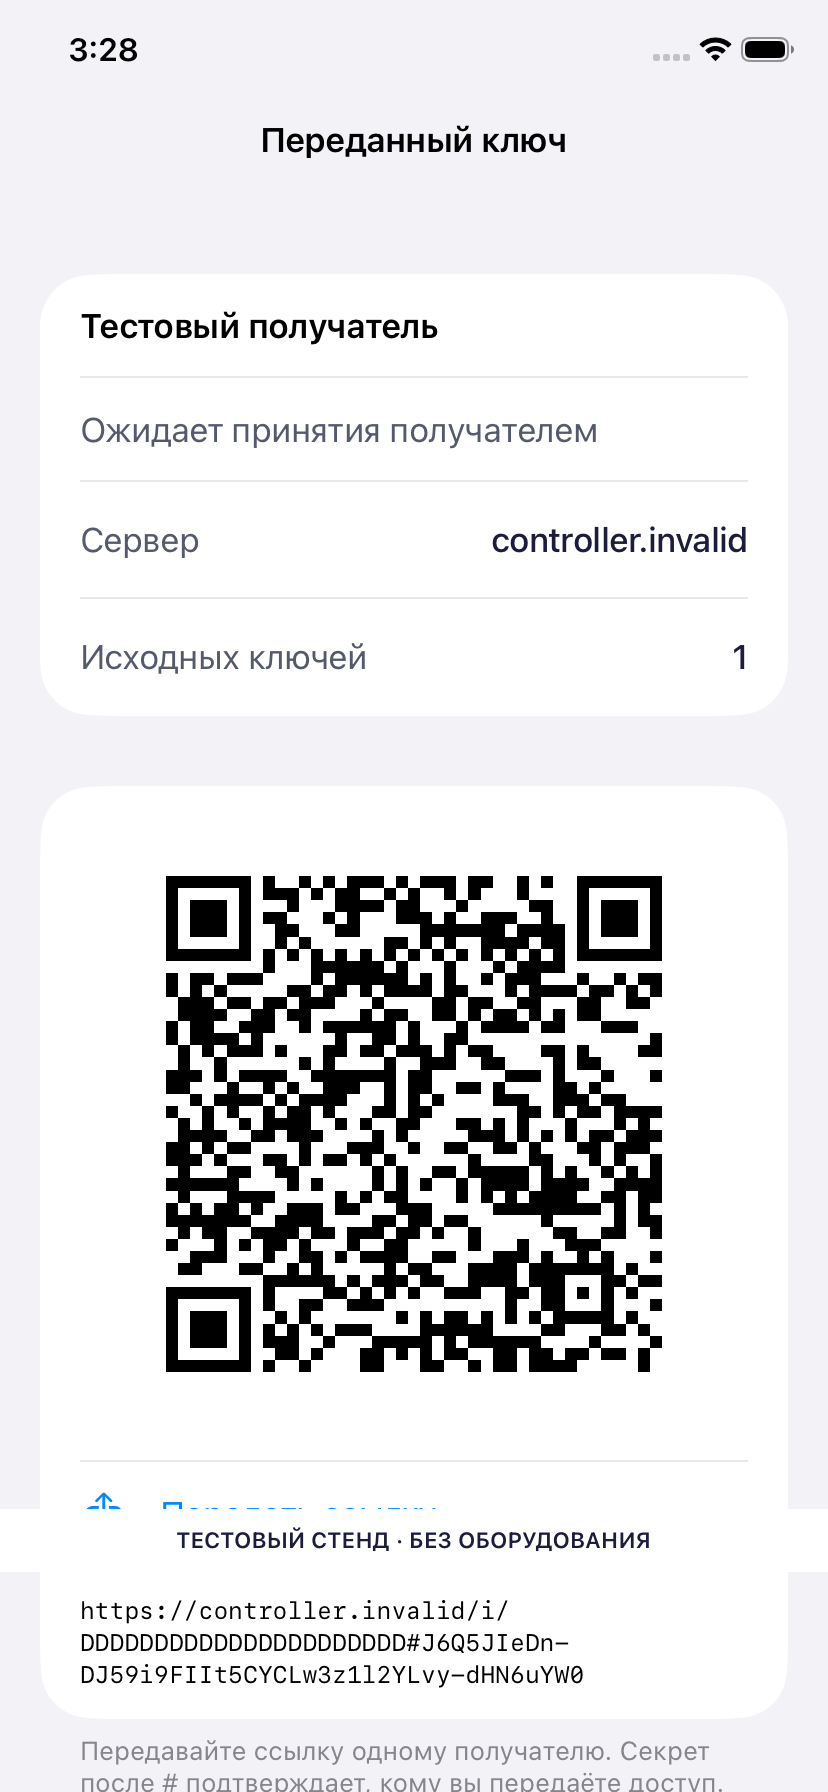 3:28
Переданный ключ
Тестовый получатель
Ожидает принятия получателем
Сервер controller.invalid
Исходных ключей 1
ТЕСТОВЫЙ СТЕНД · БЕЗ ОБОРУДОВАНИЯ
https://controller.invalid/i/
DDDDDDDDDDDDDDDDDDDDDD#J6Q5JIeDn-
DJ59i9FIIt5CYCLw3z1l2YLvy-dHN6uYW0
Передавайте ссылку одному получателю. Секрет
после # подтверждает, кому вы передаёте доступ.